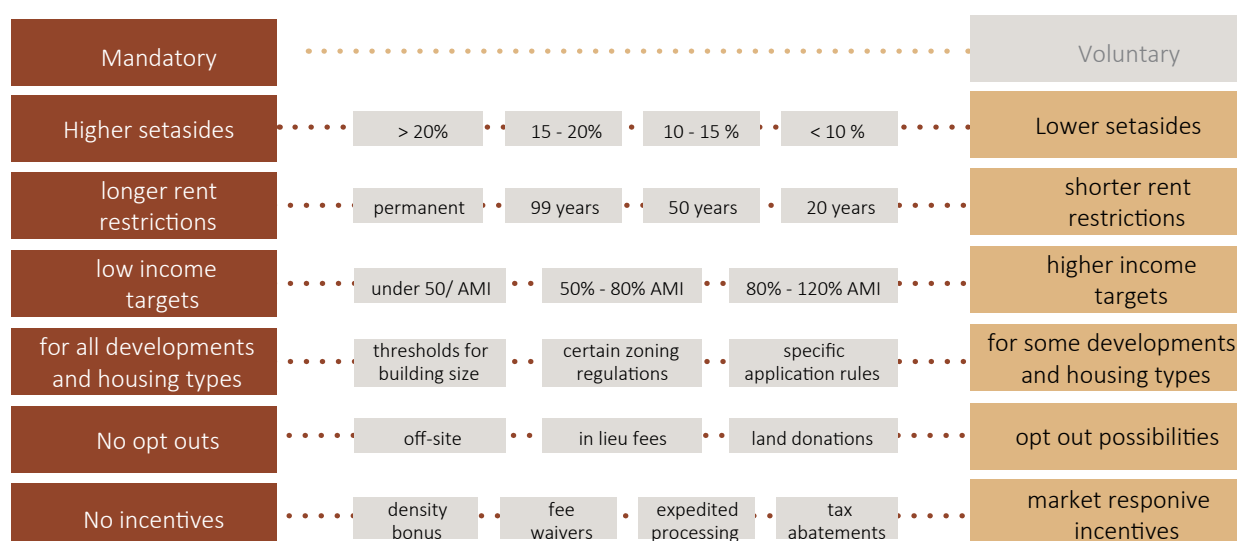 Mandatory
Voluntary
Higher setasides
> 20%
15 - 20%
10 - 15 %
< 10 %
Lower setasides
longer rent
restrictions
permanent
99 years
50 years
20 years
shorter rent
restrictions
low income
targets
under 50/ AMI
50% - 80% AMI
80% - 120% AMI
higher income
targets
for all developments
and housing types
thresholds for
building size
certain zoning
regulations
specific
application rules
for some developments
and housing types
No opt outs
off-site
in lieu fees
land donations
opt out possibilities
No incentives
density
bonus
fee
waivers
expedited
processing
tax
abatements
market responive
incentives